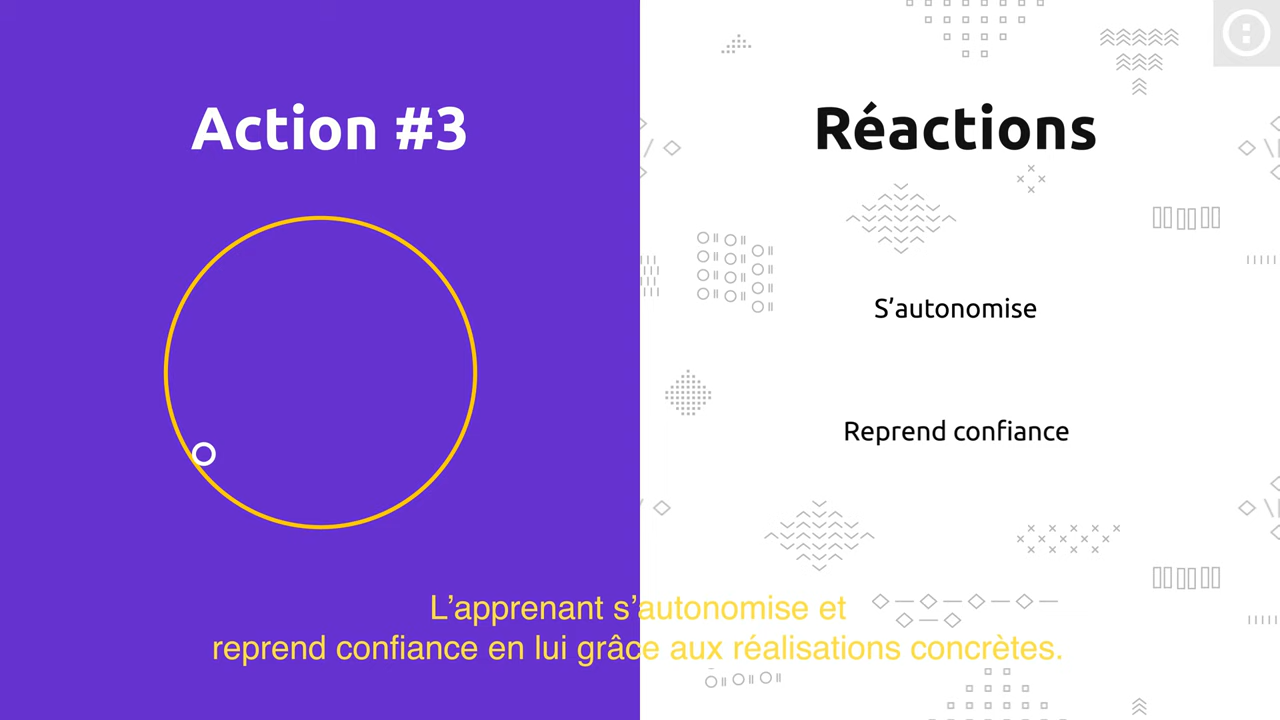 Action #3
Réactions
S’autonomise
Reprend confiance
L’apprenant s’autonomise et
reprend confiance en lui grâce aux réalisations concrètes.